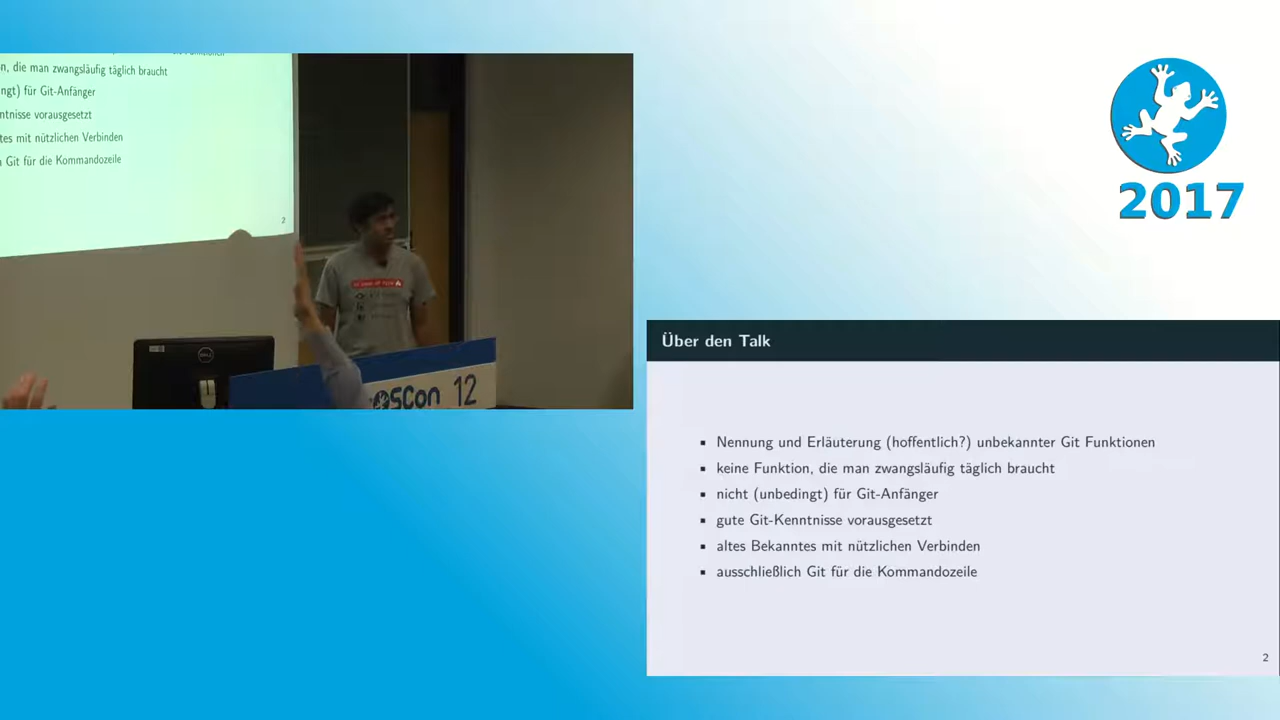 n, die man zwangsläufig täglich braucht
ngt) für Git-Anfänger
ntnisse vorausgesetzt
tes mit nützlichen Verbinden
Git für die Kommandozeile
2
DELL
SCon 12
2017
Über den Talk
▪ Nennung und Erläuterung (hoffentlich?) unbekannter Git Funktionen
▪ keine Funktion, die man zwangsläufig täglich braucht
▪ nicht (unbedingt) für Git-Anfänger
▪ gute Git-Kenntnisse vorausgesetzt
▪ altes Bekanntes mit nützlichen Verbinden
▪ ausschließlich Git für die Kommandozeile
2